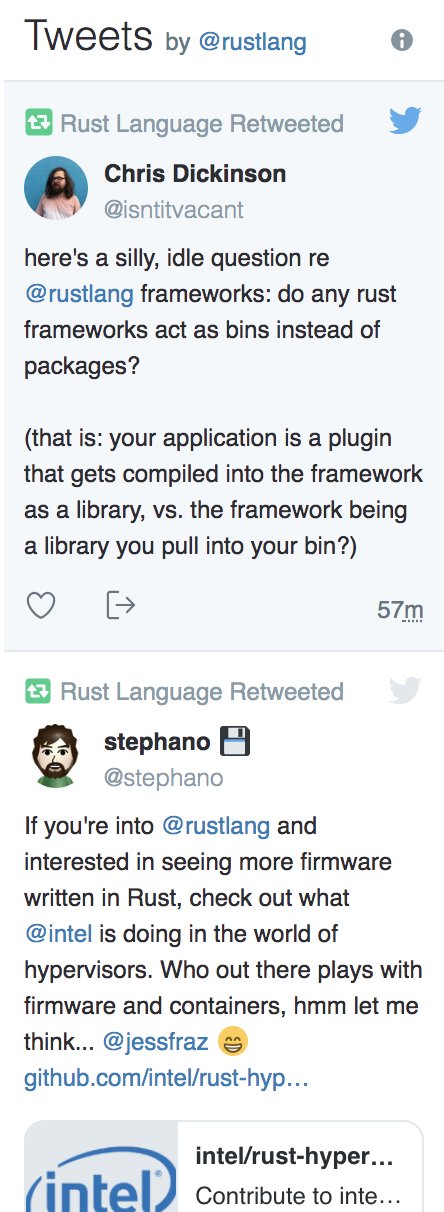 Tweets by @rustlang
Rust Language Retweeted
Chris Dickinson
@isntitvacant
here's a silly, idle question re
@rustlang frameworks: do any rust
frameworks act as bins instead of
packages?
(that is: your application is a plugin
that gets compiled into the framework
as a library, vs. the framework being
a library you pull into your bin?)
57m
Rust Language Retweeted
stephano
@stephano
If you're into @rustlang and
interested in seeing more firmware
written in Rust, check out what
@intel is doing in the world of
hypervisors. Who out there plays with
firmware and containers, hmm let me
think... @jessfraz
github.com/intel/rust-hyp…
intel/rust-hyper…
Contribute to inte…
intel®